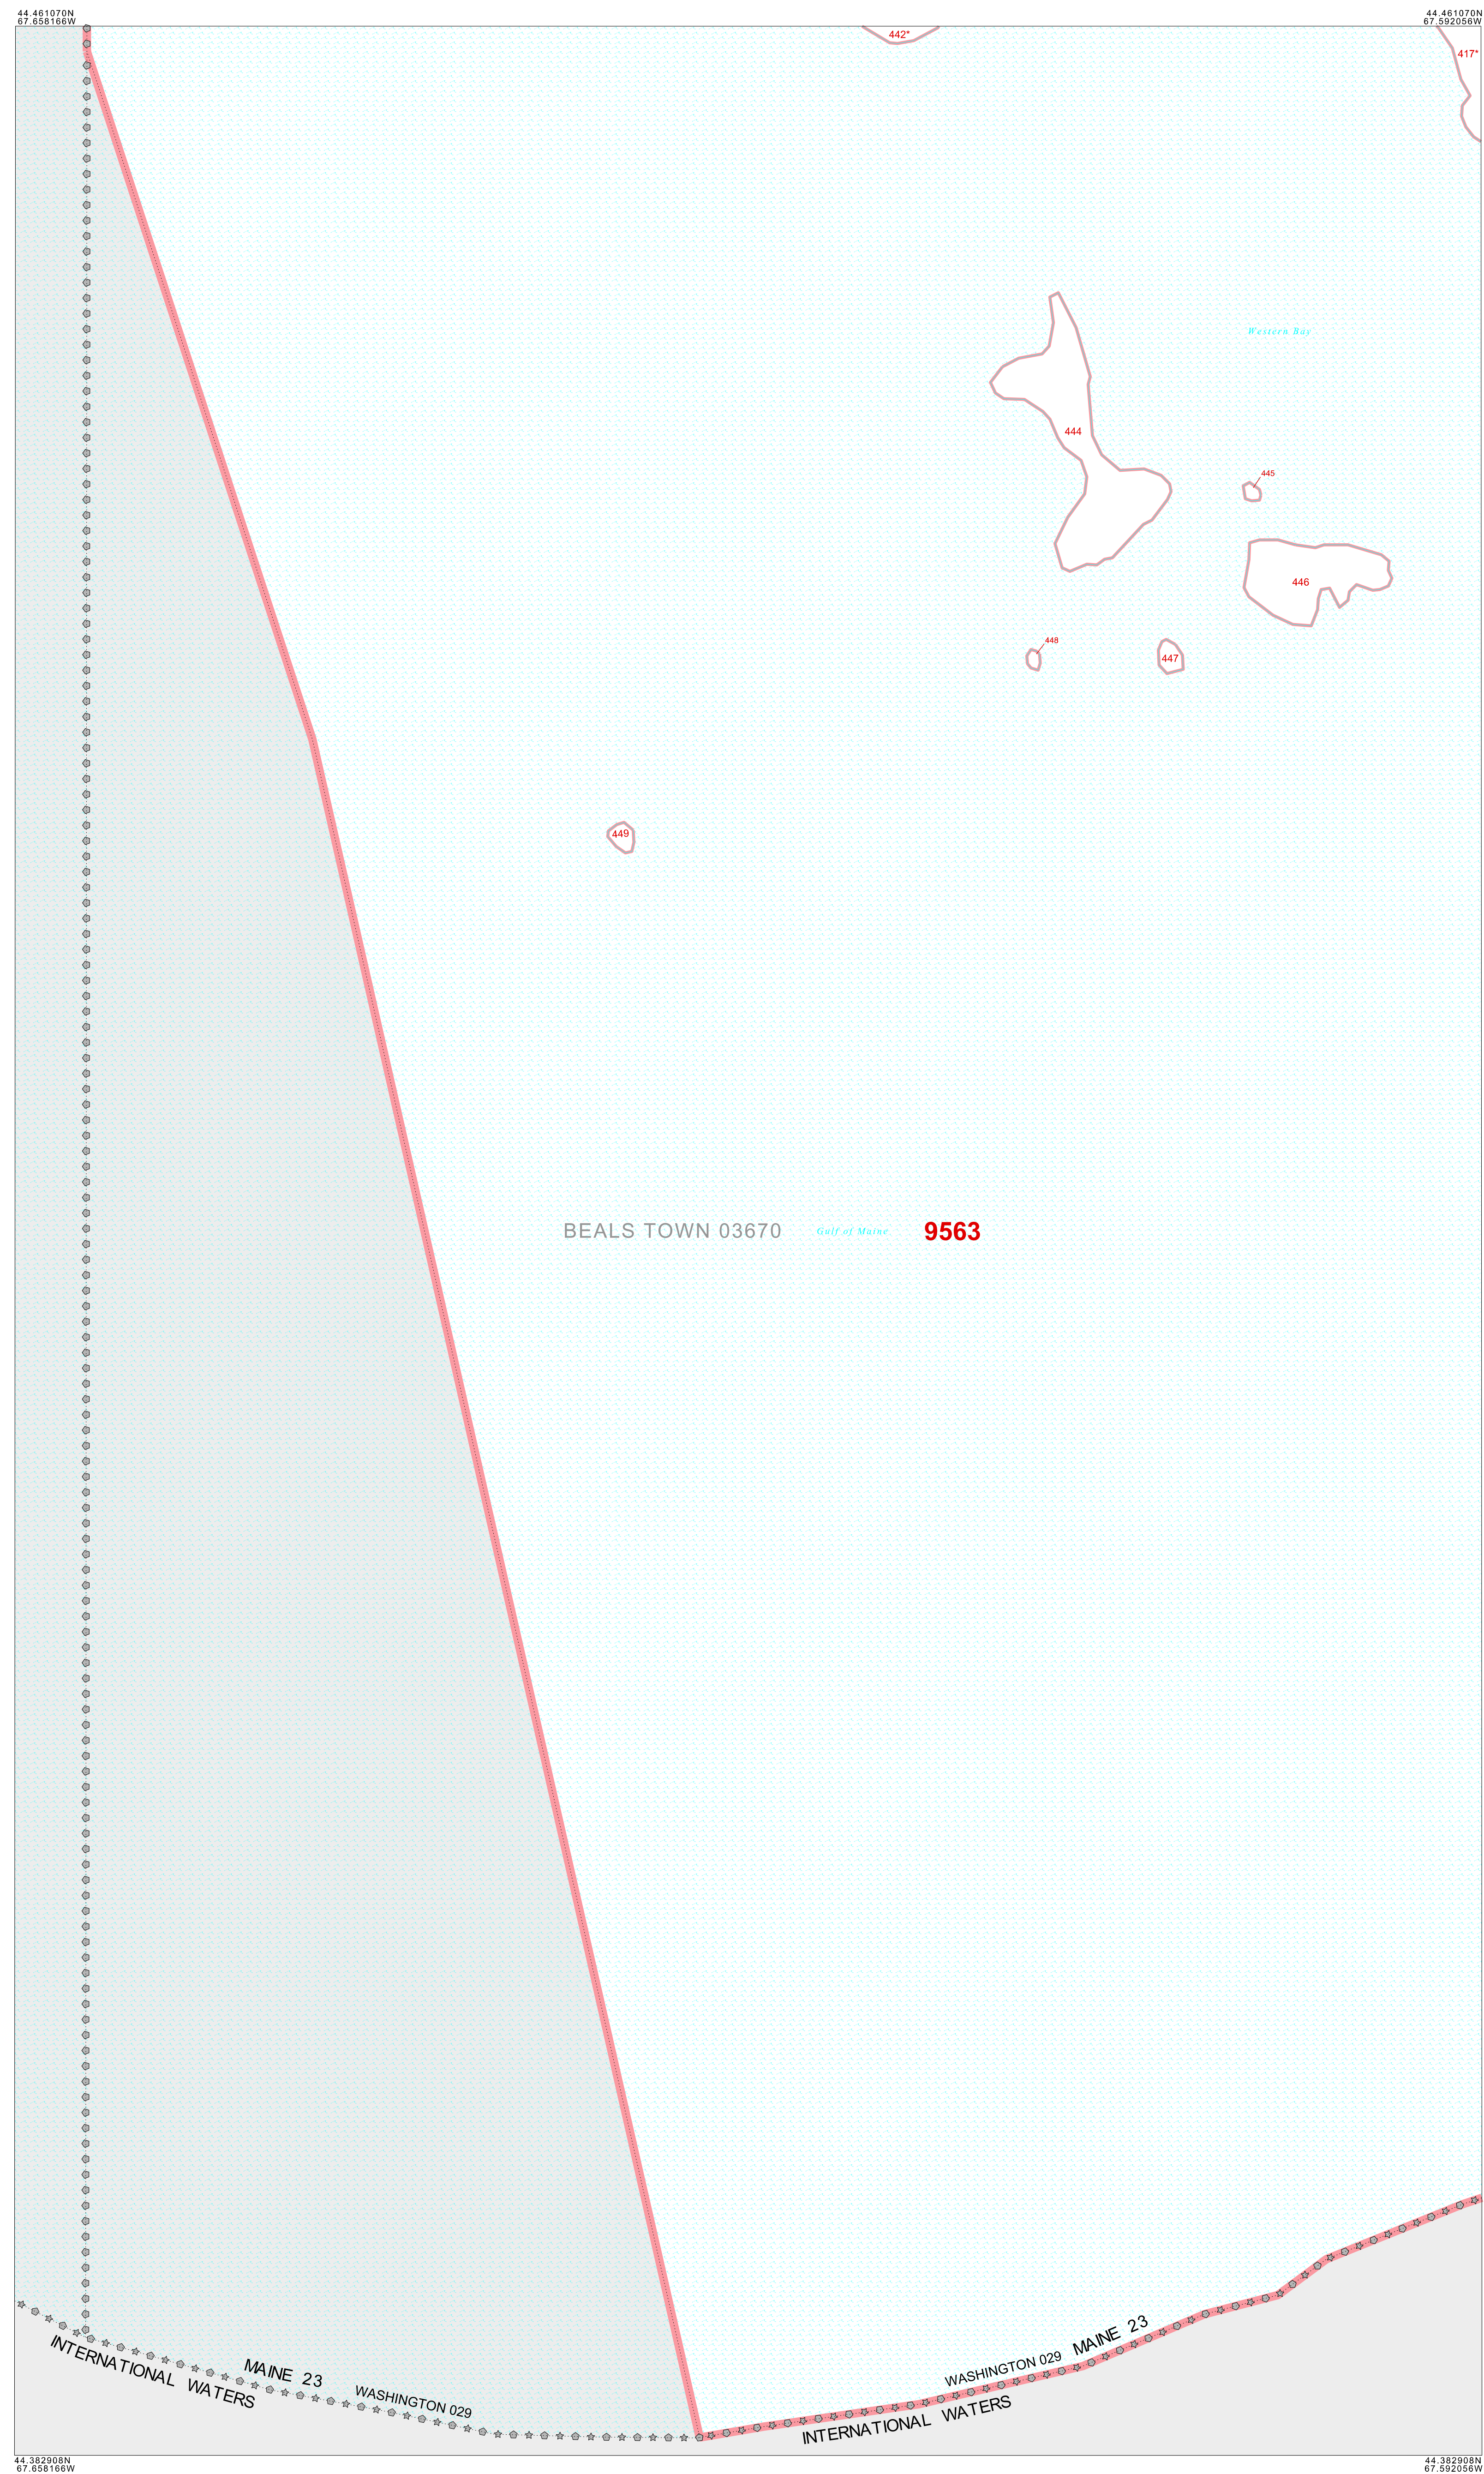 44.461070N
67.658166W
44.461070N
67.592056W
442*
417*
Western Bay
444
445
446
448
447
449
BEALS TOWN 03670
Gulf of Maine
9563
MAINE 23
WASHINGTON 029
INTERNATIONAL WATERS
MAINE 23
WASHINGTON 029
INTERNATIONAL WATERS
44.382908N
67.658166W
44.382908N
67.592056W